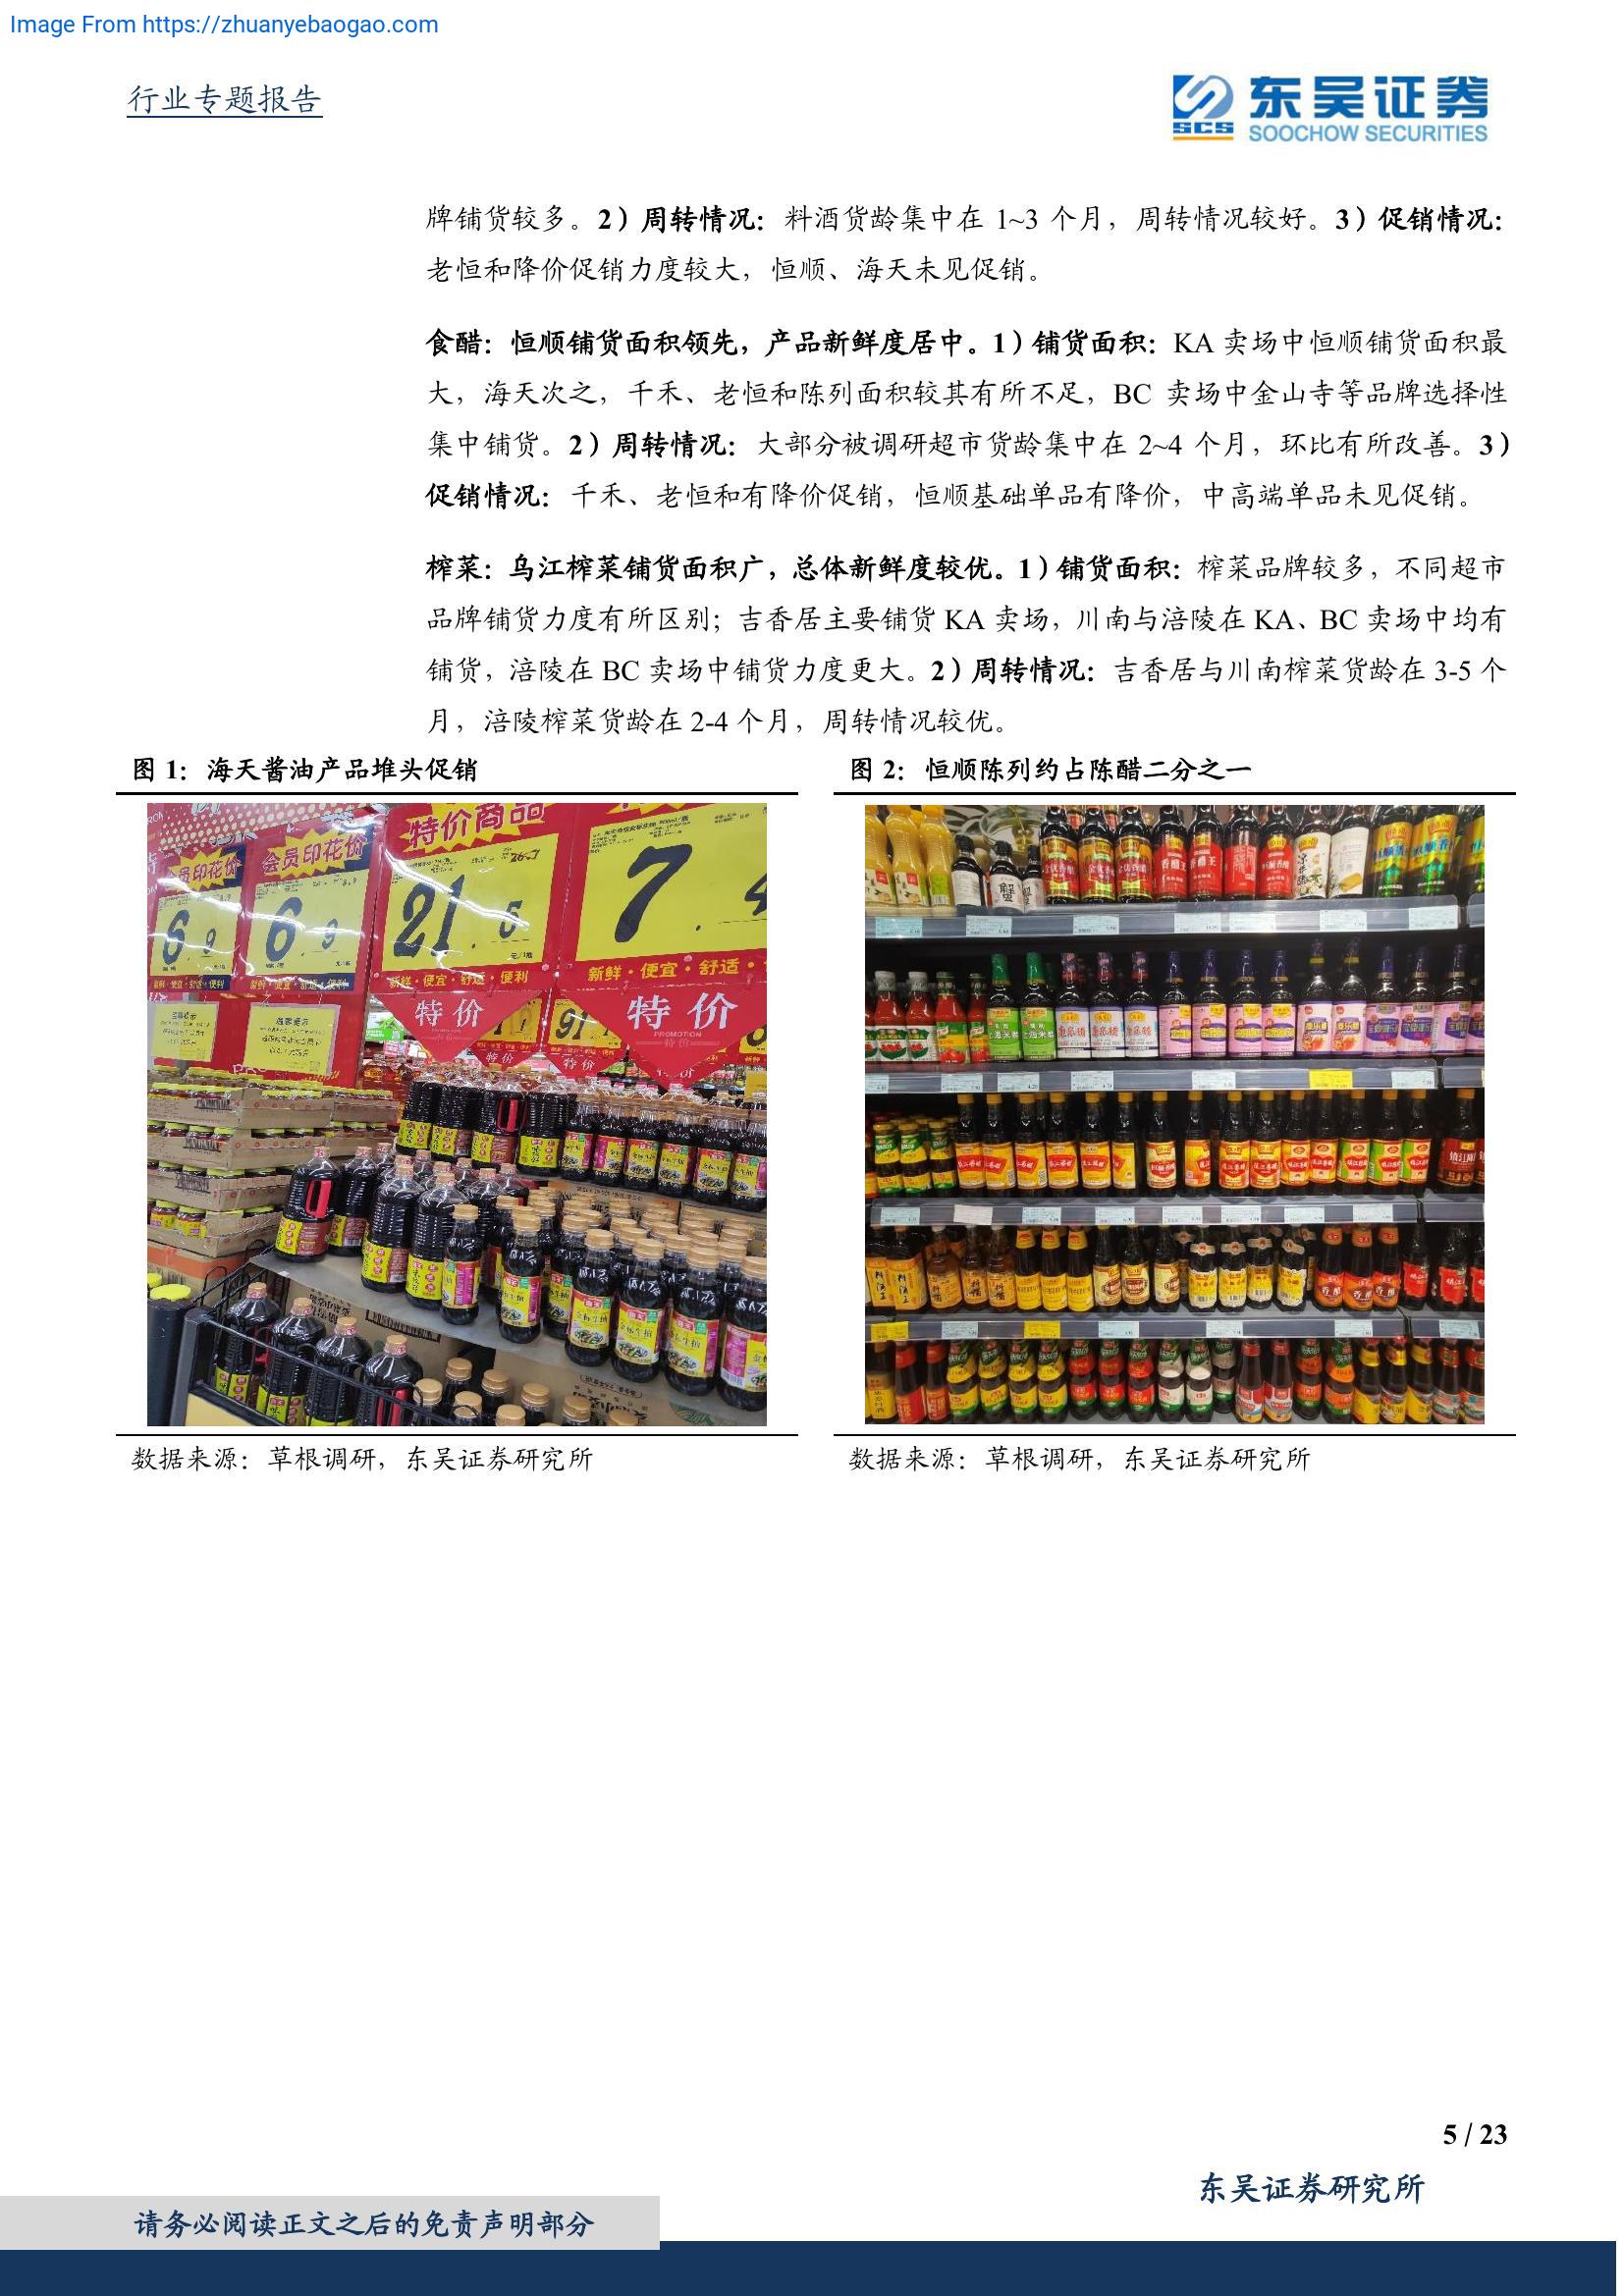 Image From https://zhuanyebaogao.com
行业专题报告
东吴证券
SCS SOOCHOW SECURITIES
牌铺货较多。2）周转情况：料酒货龄集中在 1~3 个月，周转情况较好。3）促销情况：
老恒和降价促销力度较大，恒顺、海天未见促销。
食醋：恒顺铺货面积领先，产品新鲜度居中。1）铺货面积：KA 卖场中恒顺铺货面积最
大，海天次之，千禾、老恒和陈列面积较其有所不足，BC 卖场中金山寺等品牌选择性
集中铺货。2）周转情况：大部分被调研超市货龄集中在 2~4 个月，环比有所改善。3）
促销情况：千禾、老恒和有降价促销，恒顺基础单品有降价，中高端单品未见促销。
榨菜：乌江榨菜铺货面积广，总体新鲜度较优。1）铺货面积：榨菜品牌较多，不同超市
品牌铺货力度有所区别；吉香居主要铺货 KA 卖场，川南与涪陵在 KA、BC 卖场中均有
铺货，涪陵在 BC 卖场中铺货力度更大。2）周转情况：吉香居与川南榨菜货龄在 3-5 个
月，涪陵榨菜货龄在 2-4 个月，周转情况较优。
图 1：海天酱油产品堆头促销
图 2：恒顺陈列约占陈醋二分之一
特价商品
会员印花价
员印花价
6.9
6.9
21.6
7.4
新鲜·便宜·舒适·便利
新鲜·便宜·舒适·
特价
特价
PROMOTION
特价
特价
特价
数据来源：草根调研，东吴证券研究所
数据来源：草根调研，东吴证券研究所
5 / 23
东吴证券研究所
请务必阅读正文之后的免责声明部分